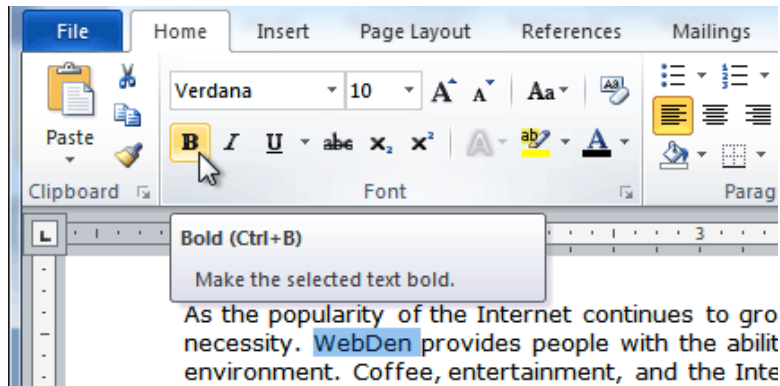 File Home Insert Page Layout References Mailings
Verdana 10 A A Aa Aa
Paste
B I U abc x₂ x² A ab A
Clipboard Font Parag
L 3
Bold (Ctrl+B)
Make the selected text bold.
As the popularity of the Internet continues to gro
necessity. WebDen provides people with the abilit
environment. Coffee, entertainment, and the Inte